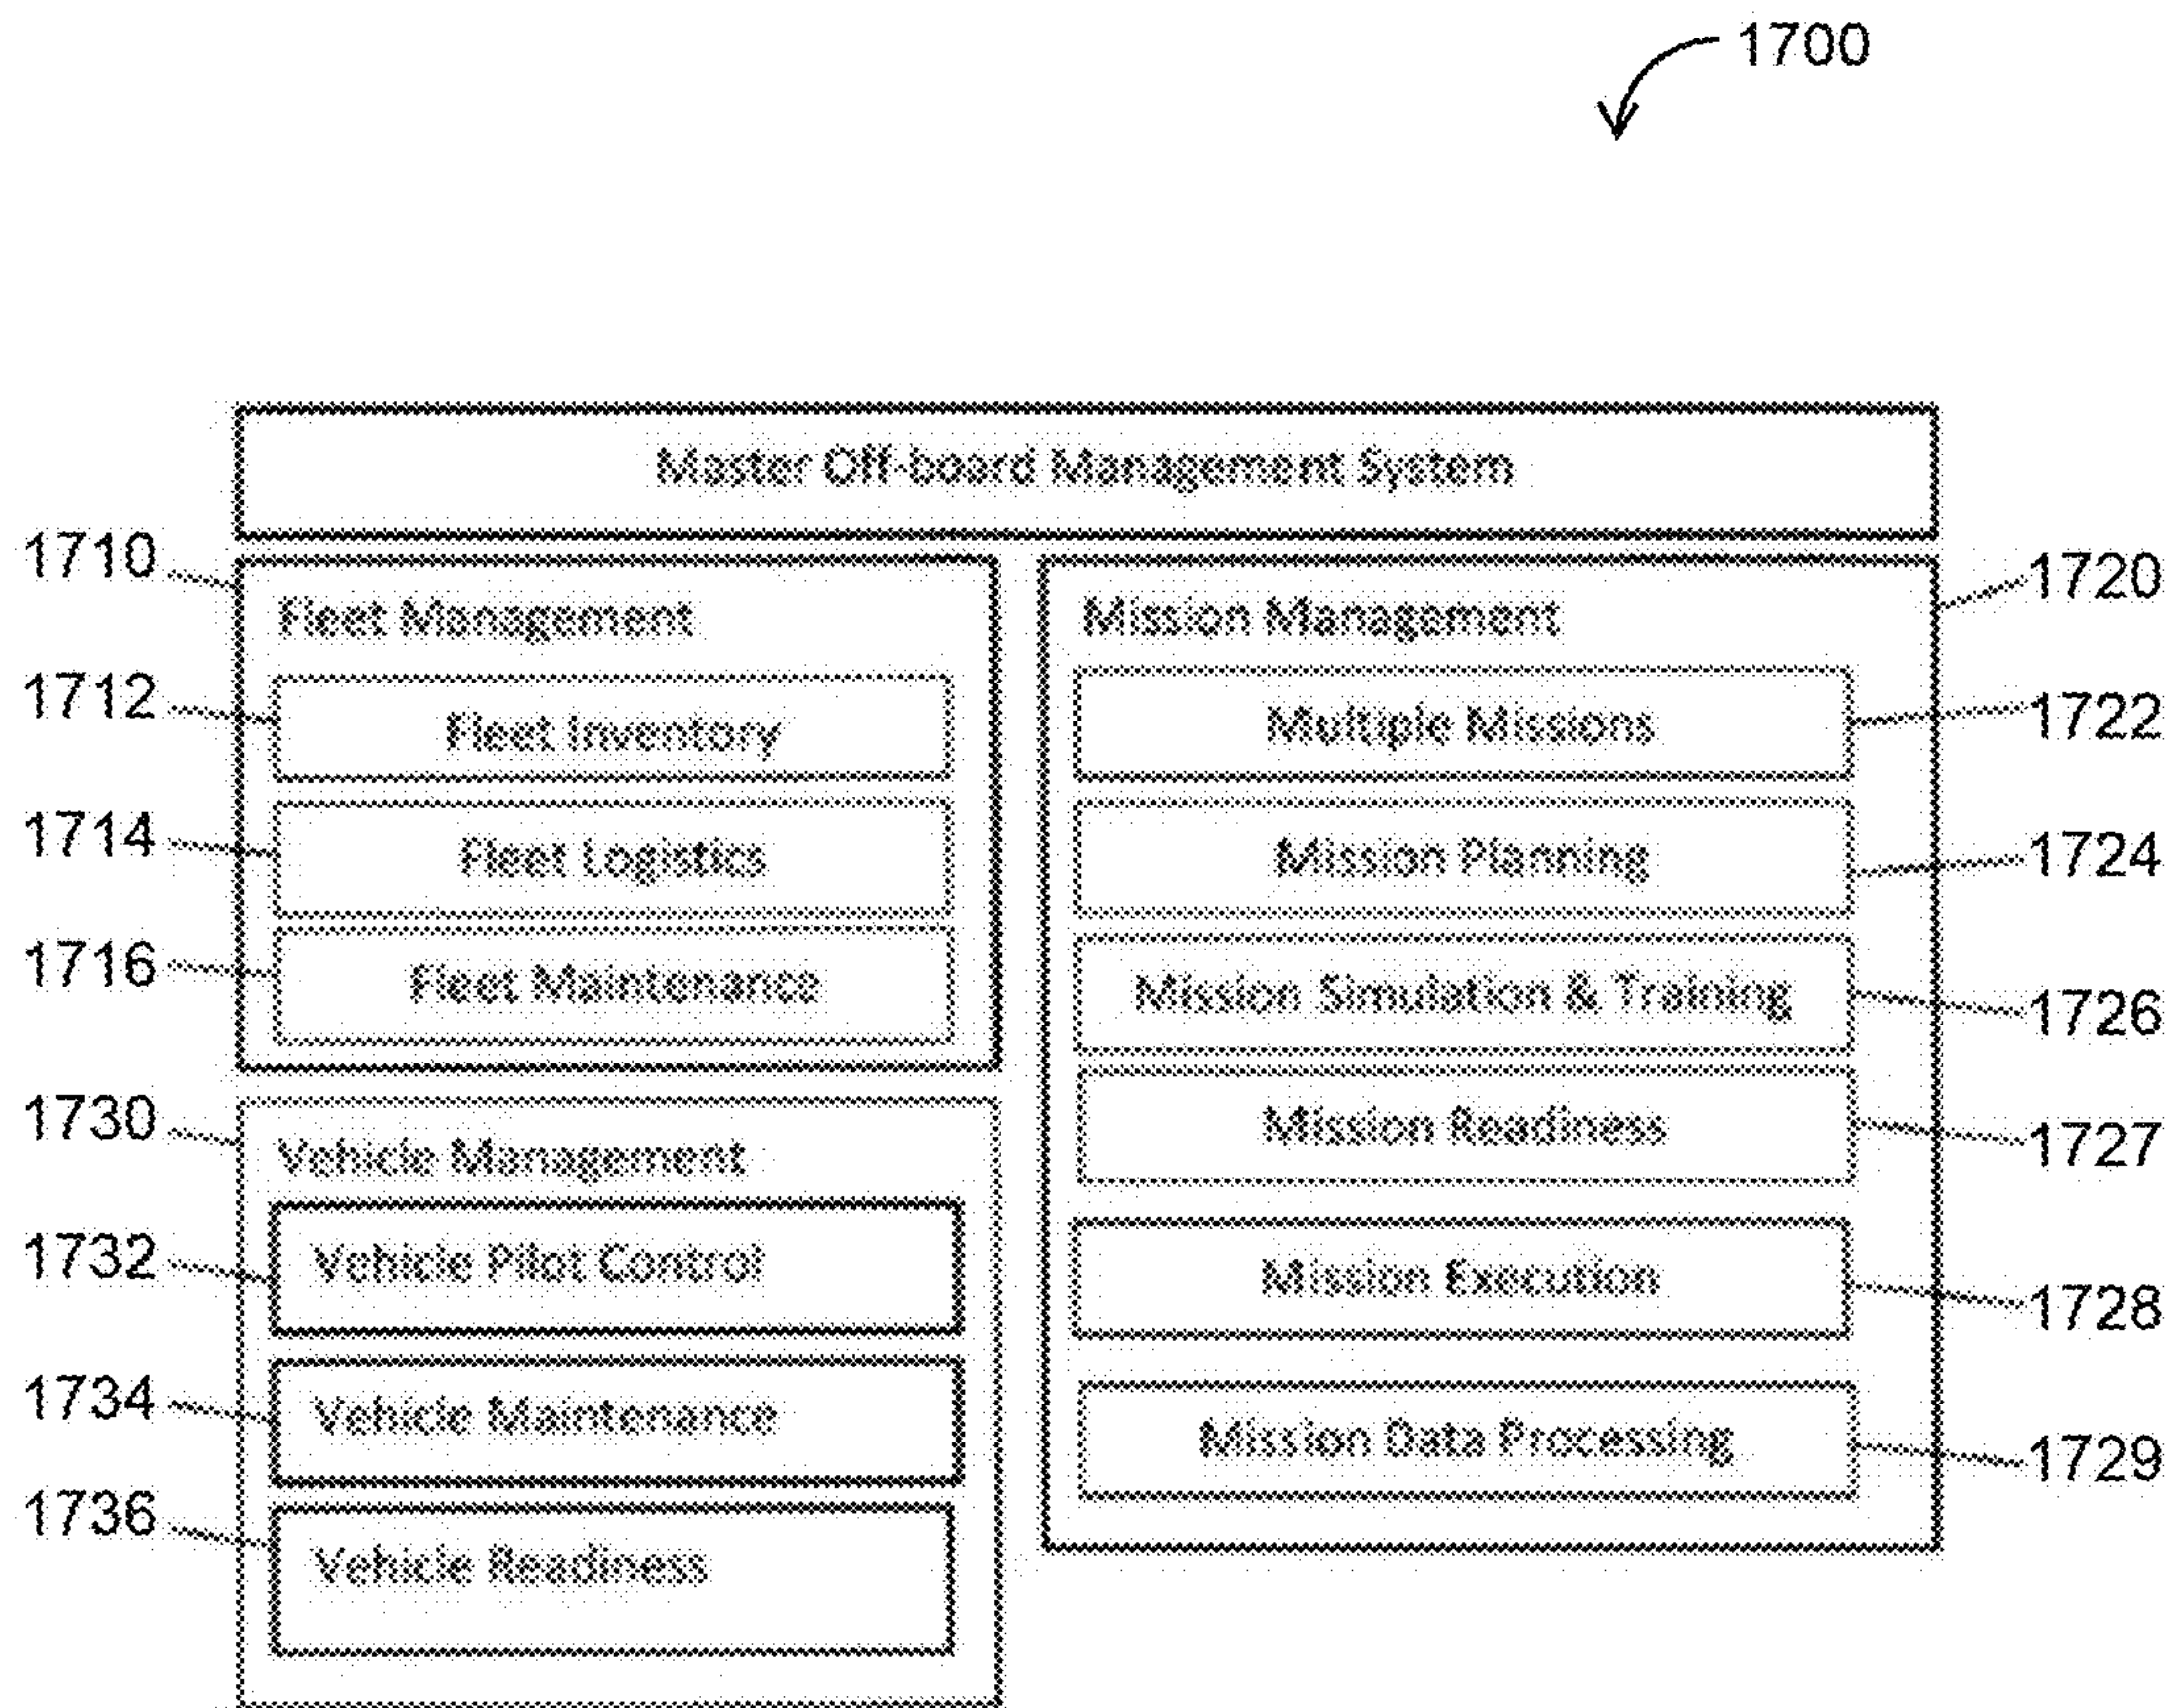 1700
Master Off-board Management System
1710
Fleet Management
1712
Fleet Inventory
1714
Fleet Logistics
1716
Fleet Maintenance
1730
Vehicle Management
1732
Vehicle Pilot Control
1734
Vehicle Maintenance
1736
Vehicle Readiness
Mission Management
1720
Multiple Missions
1722
Mission Planning
1724
Mission Simulation & Training
1726
Mission Readiness
1727
Mission Execution
1728
Mission Data Processing
1729